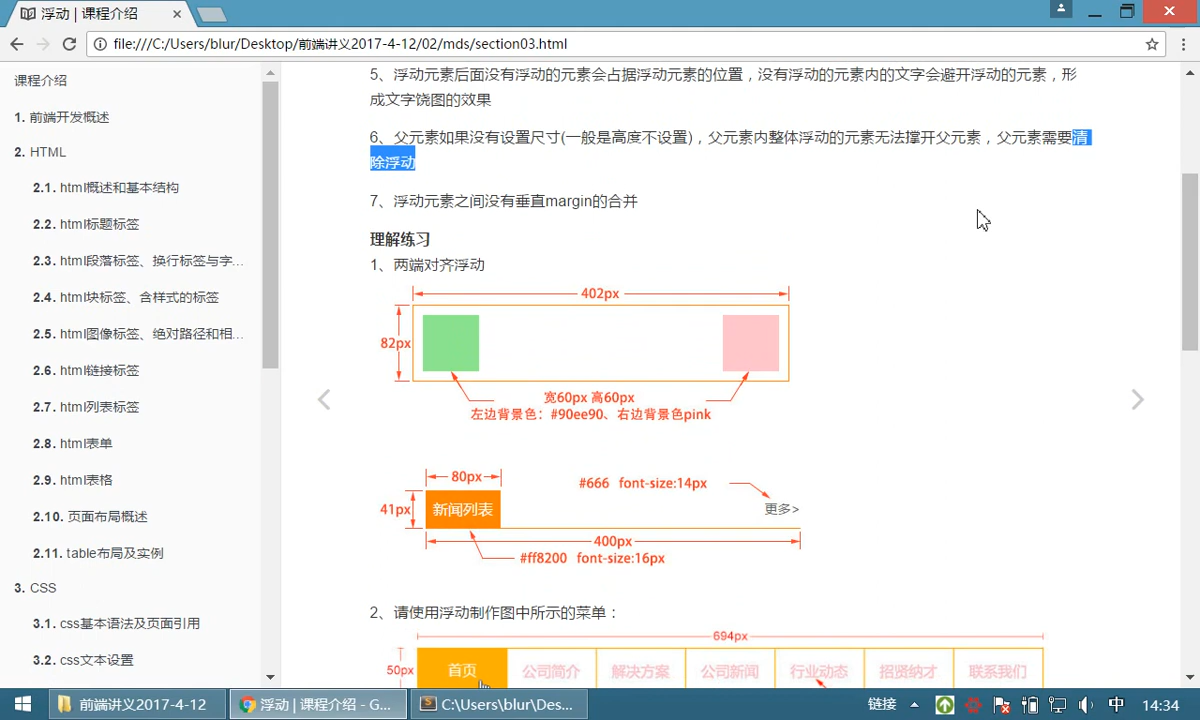 浮动 | 课程介绍
file:///C:/Users/blur/Desktop/前端讲义2017-4-12/02/mds/section03.html
课程介绍
1. 前端开发概述
2. HTML
2.1. html概述和基本结构
2.2. html标题标签
2.3. html段落标签、换行标签与字...
2.4. html块标签、含样式的标签
2.5. html图像标签、绝对路径和相...
2.6. html链接标签
2.7. html列表标签
2.8. html表单
2.9. html表格
2.10. 页面布局概述
2.11. table布局及实例
3. CSS
3.1. css基本语法及页面引用
3.2. css文本设置
5、浮动元素后面没有浮动的元素会占据浮动元素的位置，没有浮动的元素内的文字会避开浮动的元素，形
成文字饶图的效果
6、父元素如果没有设置尺寸(一般是高度不设置)，父元素内整体浮动的元素无法撑开父元素，父元素需要清
除浮动
7、浮动元素之间没有垂直margin的合并
理解练习
1、两端对齐浮动
402px
82px
宽60px 高60px
左边背景色：#90ee90、右边背景色pink
80px
#666 font-size:14px
41px
新闻列表
更多>
400px
#ff8200 font-size:16px
2、请使用浮动制作图中所示的菜单：
694px
50px
首页 公司简介 解决方案 公司新闻 行业动态 招贤纳才 联系我们
前端讲义2017-4-12
浮动 | 课程介绍 - G...
C:\Users\blur\Des...
链接
中
14:34